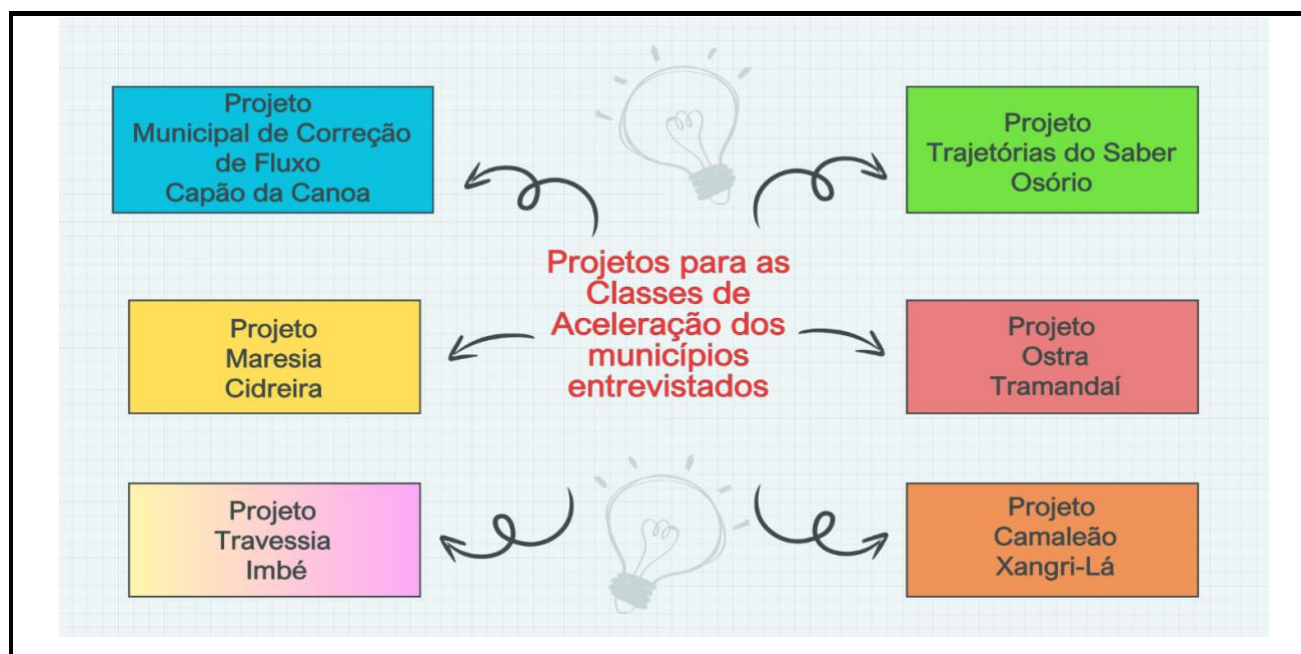 Projeto
Municipal de Correção
de Fluxo
Capão da Canoa
Projeto
Trajetórias do Saber
Osório
Projetos para as
Classes de
Aceleração dos
municípios
entrevistados
Projeto
Maresia
Cidreira
Projeto
Ostra
Tramandaí
Projeto
Travessia
Imbé
Projeto
Camaleão
Xangri-Lá